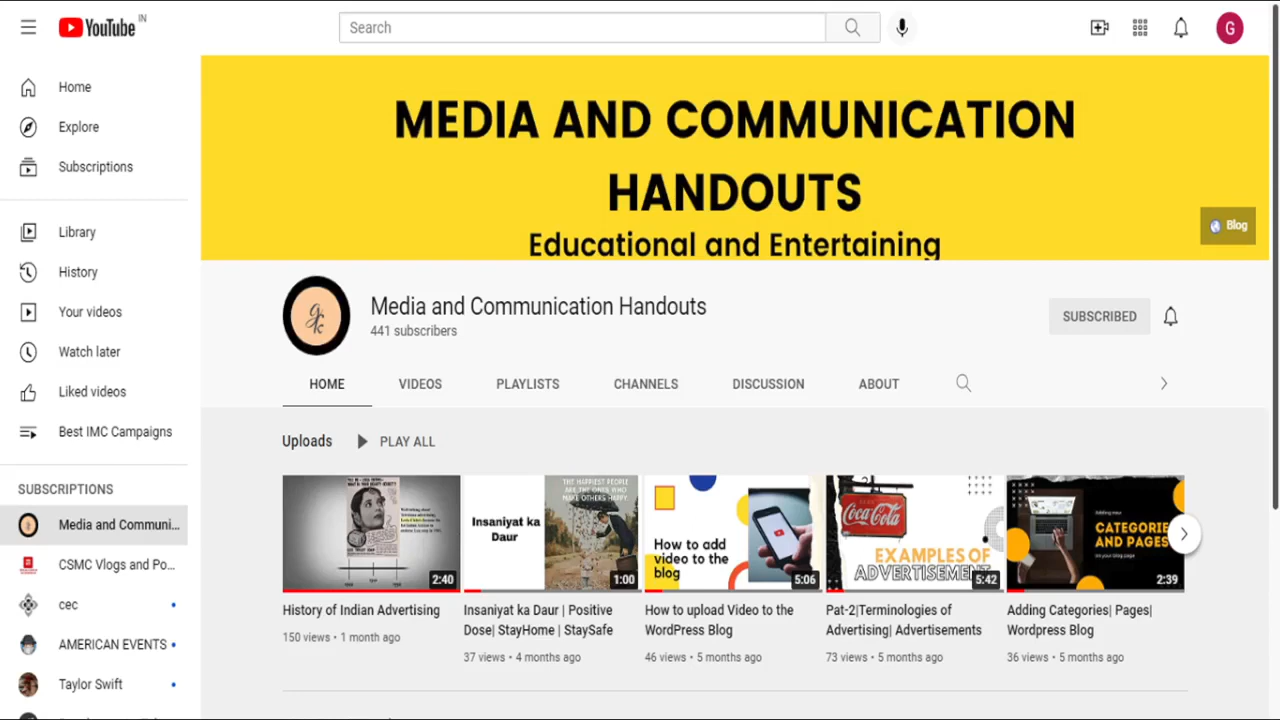 YouTube IN
Search
G
Home
Explore
Subscriptions
Library
History
Your videos
Watch later
Liked videos
Best IMC Campaigns
SUBSCRIPTIONS
Media and Communi...
CSMC Vlogs and Po...
cec
AMERICAN EVENTS
Taylor Swift
MEDIA AND COMMUNICATION
HANDOUTS
Educational and Entertaining
Blog
Media and Communication Handouts
441 subscribers
SUBSCRIBED
HOME VIDEOS PLAYLISTS CHANNELS DISCUSSION ABOUT
Uploads PLAY ALL
2:40
History of Indian Advertising
150 views • 1 month ago
Insaniyat ka
Daur
THE HAPPIEST PEOPLE
ARE THE ONES WHO
MAKE OTHERS HAPPY.
1:00
Insaniyat ka Daur | Positive
Dose| StayHome | StaySafe
37 views • 4 months ago
How to add
video to the
blog
5:06
How to upload Video to the
WordPress Blog
46 views • 5 months ago
Coca-Cola
EXAMPLES OF
ADVERTISEMENT
5:42
Pat-2|Terminologies of
Advertising| Advertisements
73 views • 5 months ago
CATEGORIE
AND PAGES
on your blog page
2:39
Adding Categories| Pages|
Wordpress Blog
36 views • 5 months ago